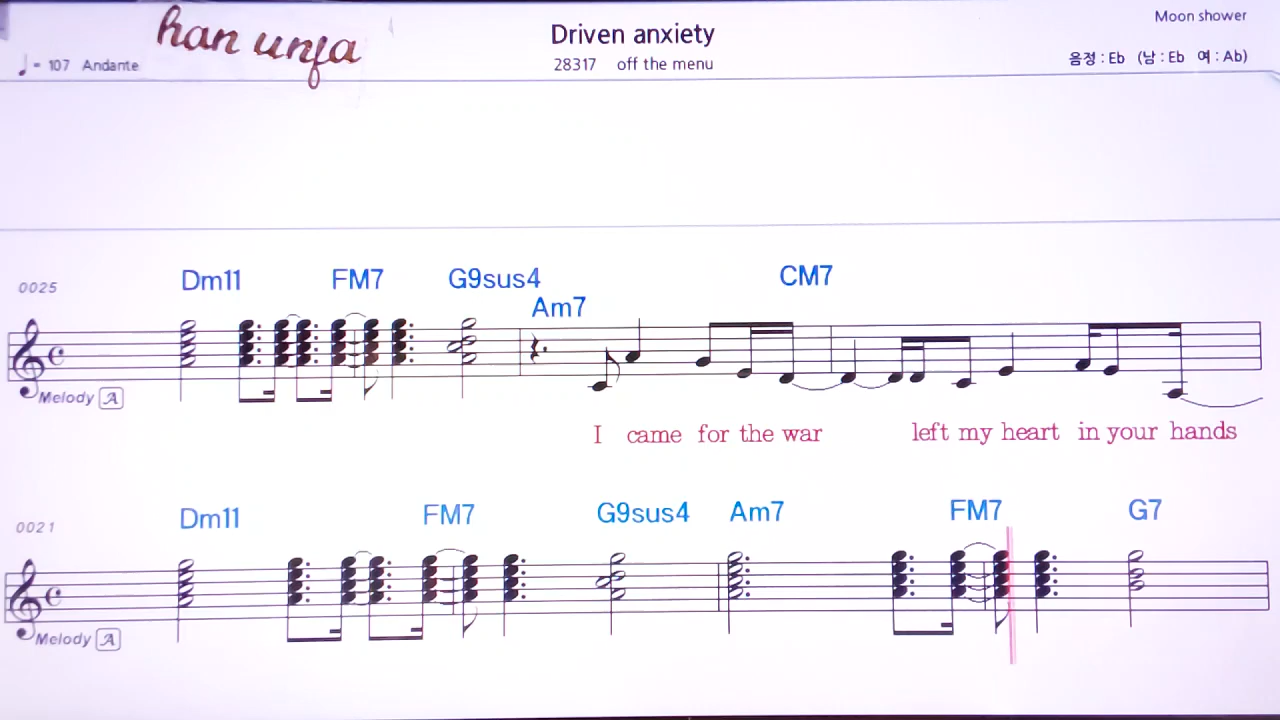 han unfa
Driven anxiety
Moon shower
♩= 107 Andante
28317 off the menu
음정 : Eb (남 : Eb 여 : Ab)
0025
Dm11 FM7 G9sus4 Am7 CM7
Melody A
I came for the war left my heart in your hands
0021
Dm11 FM7 G9sus4 Am7 FM7 G7
Melody A